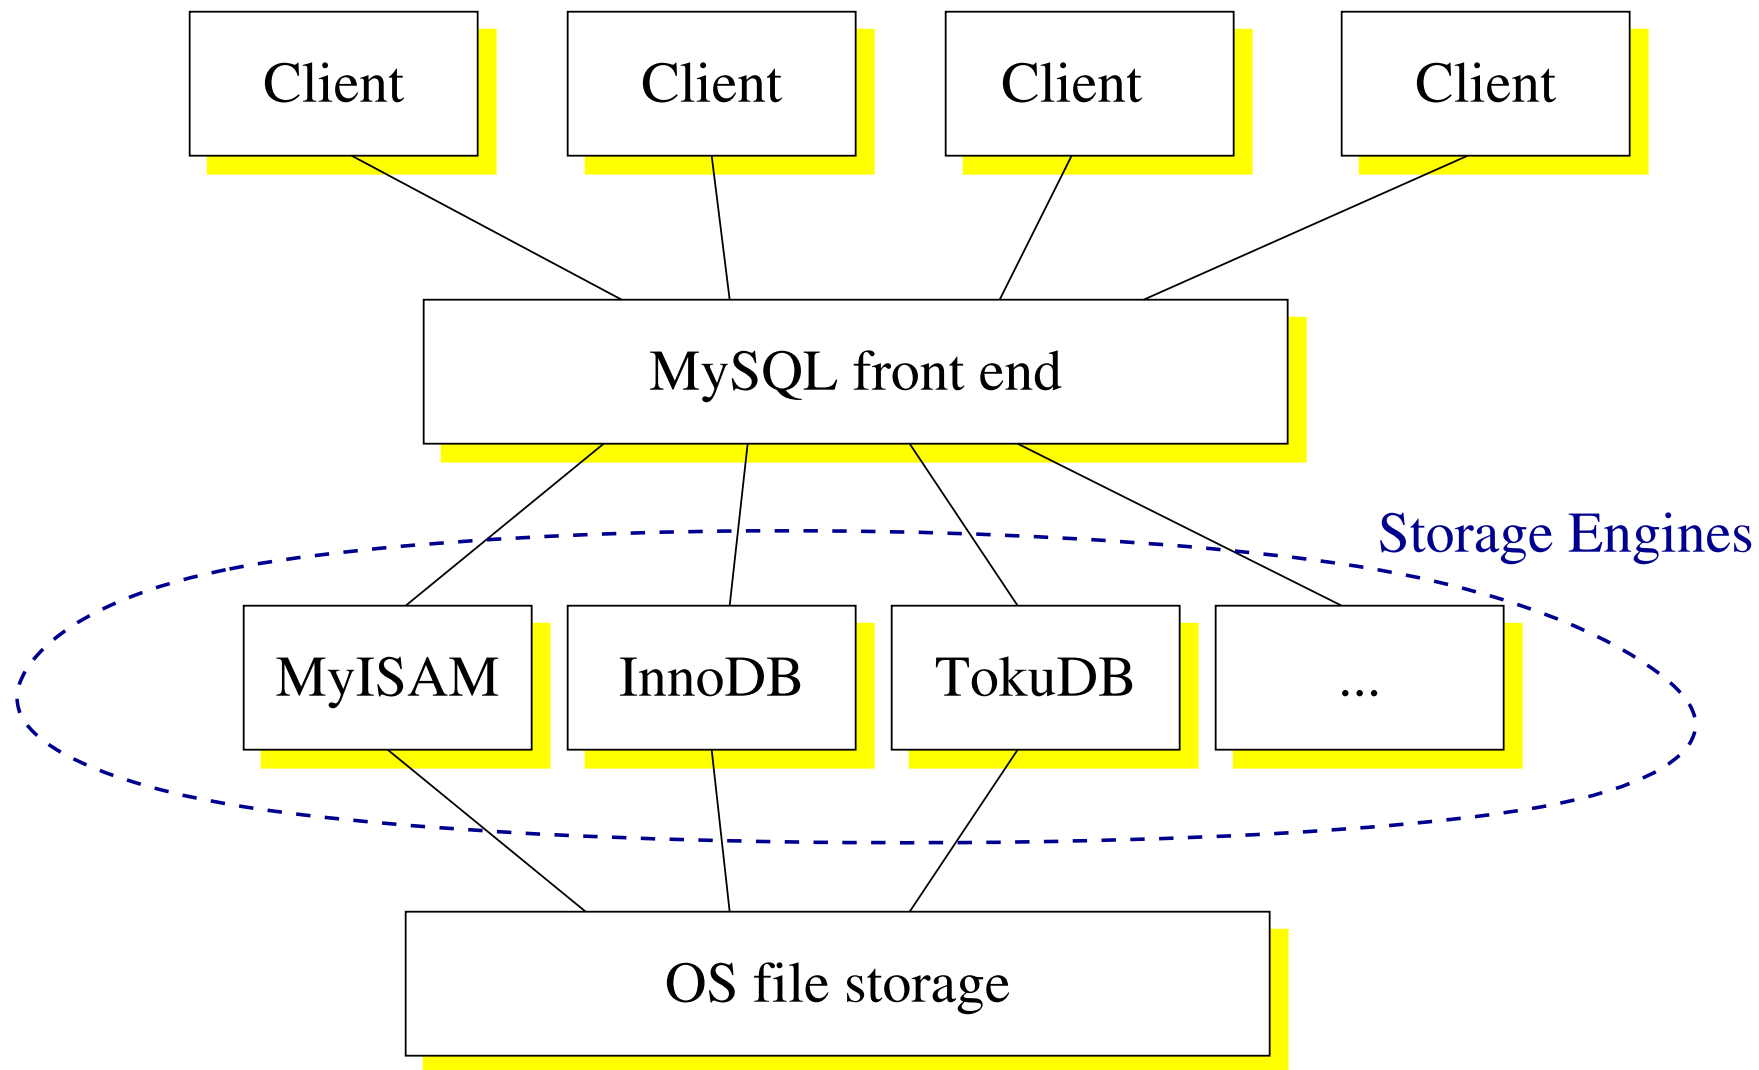 Client
Client
Client
Client
MySQL front end
Storage Engines
MyISAM
InnoDB
TokuDB
...
OS file storage